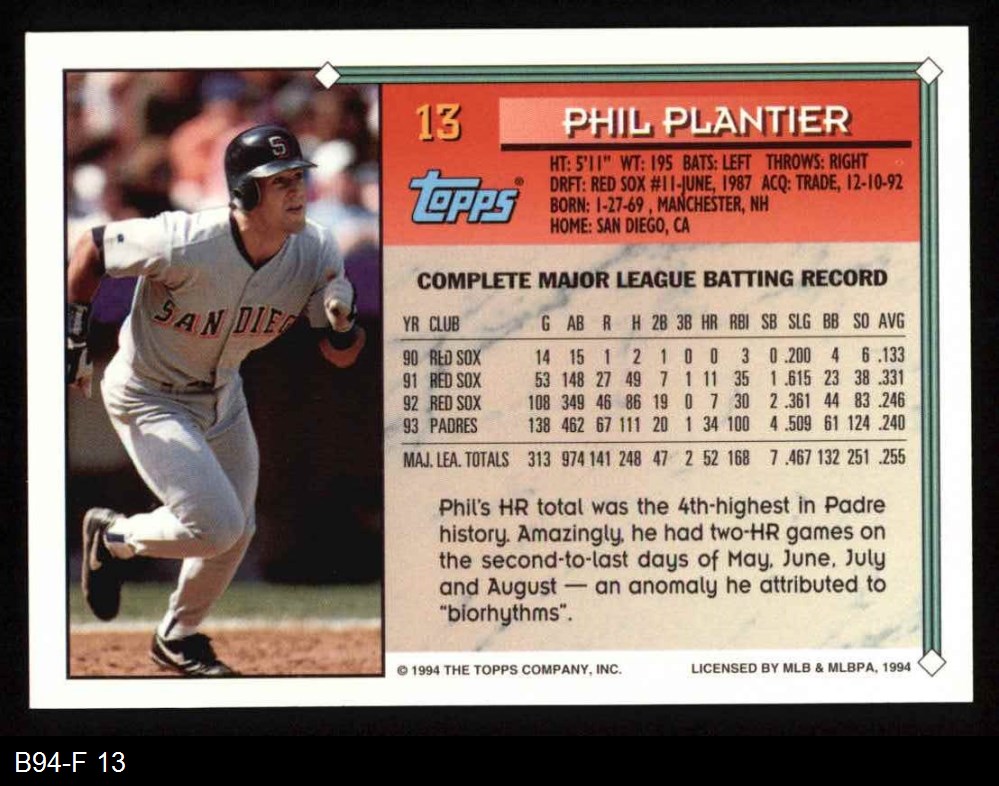 13
PHIL PLANTIER
Topps®
HT: 5'11" WT: 195 BATS: LEFT THROWS: RIGHT
DRFT: RED SOX #11-JUNE, 1987 ACQ: TRADE, 12-10-92
BORN: 1-27-69 , MANCHESTER, NH
HOME: SAN DIEGO, CA
S
SAN DIEG
COMPLETE MAJOR LEAGUE BATTING RECORD
YR CLUB G AB R H 2B 3B HR RBI SB SLG BB SO AVG
90 RED SOX 14 15 1 2 1 0 0 3 0 .200 4 6 .133
91 RED SOX 53 148 27 49 7 1 11 35 1 .615 23 38 .331
92 RED SOX 108 349 46 86 19 0 7 30 2 .361 44 83 .246
93 PADRES 138 462 67 111 20 1 34 100 4 .509 61 124 .240
MAJ. LEA. TOTALS 313 974 141 248 47 2 52 168 7 .467 132 251 .255
Phil's HR total was the 4th-highest in Padre
history. Amazingly, he had two-HR games on
the second-to-last days of May, June, July
and August — an anomaly he attributed to
"biorhythms".
© 1994 THE TOPPS COMPANY, INC.
LICENSED BY MLB & MLBPA, 1994
B94-F 13